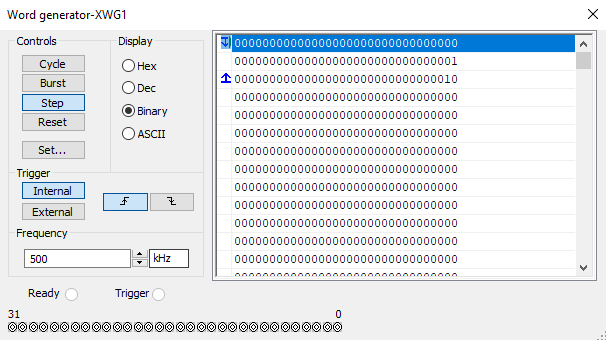 Word generator-XWG1
Controls
Cycle
Burst
Step
Reset
Set...
Display
Hex
Dec
Binary
ASCII
Trigger
Internal
External
Frequency
500
kHz
Ready
Trigger
31
0
00000000000000000000000000000000
00000000000000000000000000000001
00000000000000000000000000000010
00000000000000000000000000000000
00000000000000000000000000000000
00000000000000000000000000000000
00000000000000000000000000000000
00000000000000000000000000000000
00000000000000000000000000000000
00000000000000000000000000000000
00000000000000000000000000000000
00000000000000000000000000000000
00000000000000000000000000000000
00000000000000000000000000000000